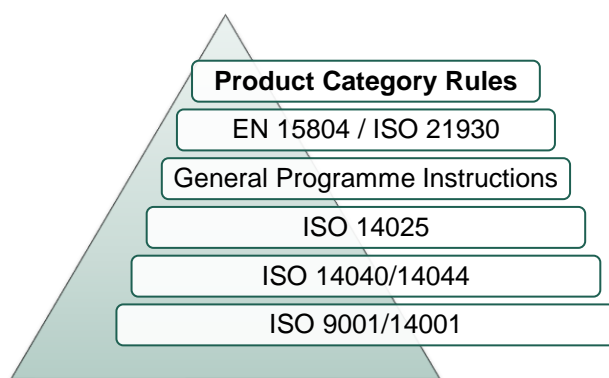 Product Category Rules
EN 15804 / ISO 21930
General Programme Instructions
ISO 14025
ISO 14040/14044
ISO 9001/14001